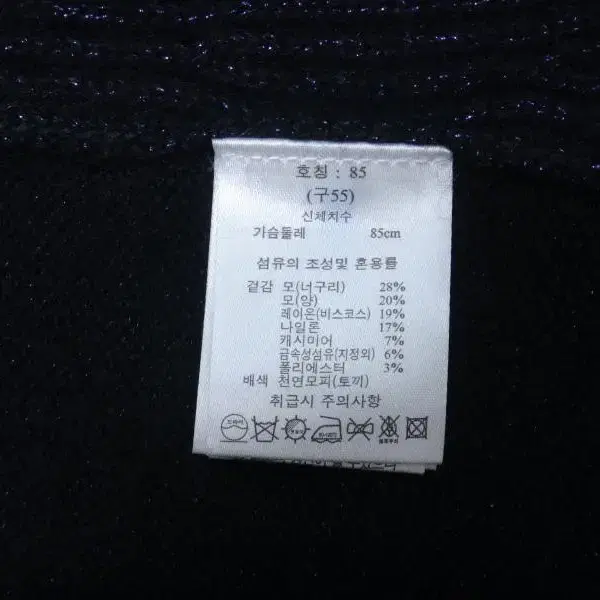 호칭 : 85
(구55)
신체치수
가슴둘레 85cm
섬유의 조성및 혼용률
겉감 모(너구리) 28%
모(양) 20%
레이온(비스코스) 19%
나일론 17%
캐시미어 7%
금속성섬유(지정외) 6%
폴리에스터 3%
배색 천연모피(토끼)
취급시 주의사항
드라이